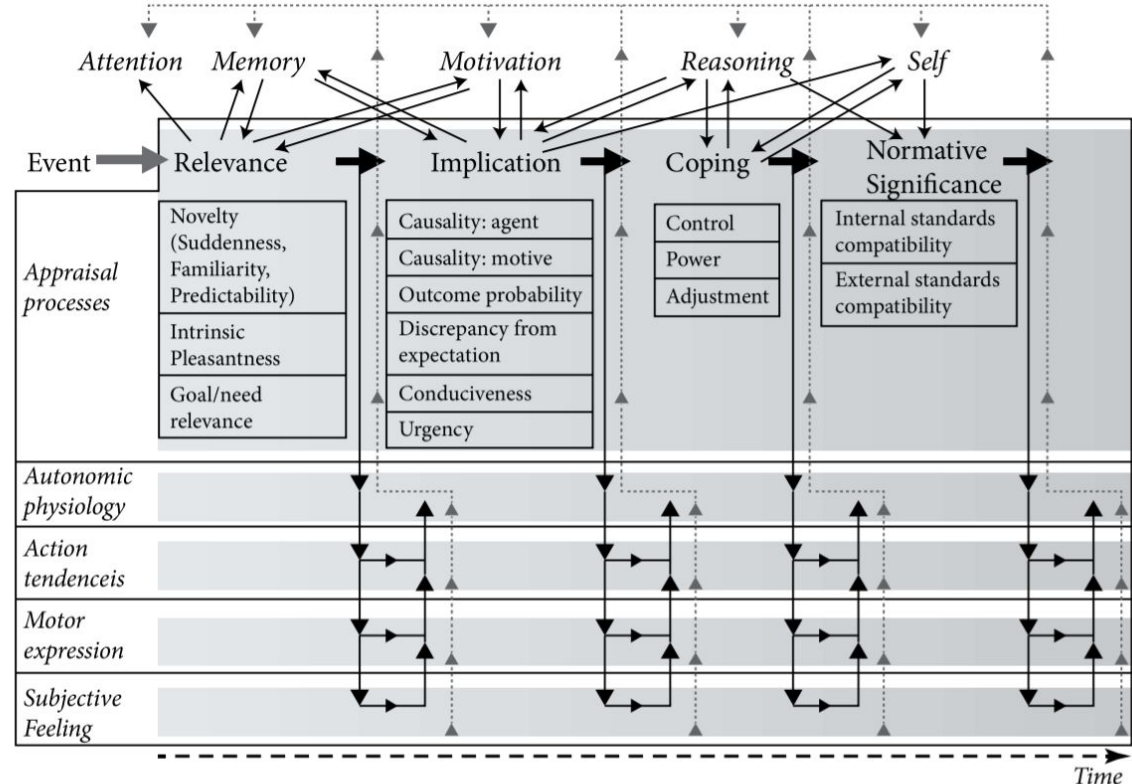 Attention
Memory
Motivation
Reasoning
Self
Event
Relevance
Implication
Coping
Normative
Significance
Appraisal
processes
Novelty
(Suddenness,
Familiarity,
Predictability)
Intrinsic
Pleasantness
Goal/need
relevance
Causality: agent
Causality: motive
Outcome probability
Discrepancy from
expectation
Conduciveness
Urgency
Control
Power
Adjustment
Internal standards
compatibility
External standards
compatibility
Autonomic
physiology
Action
tendenceis
Motor
expression
Subjective
Feeling
Time